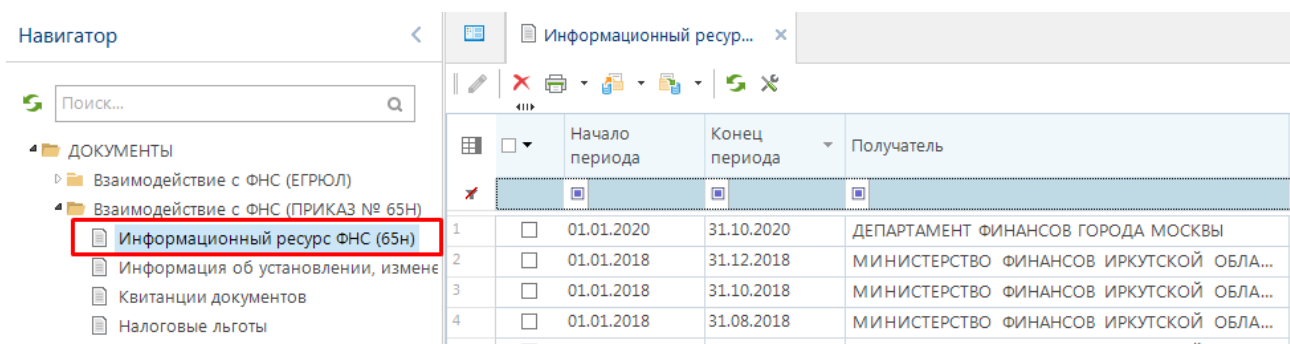 Навигатор
Информационный ресур...
Поиск...
ДОКУМЕНТЫ
Взаимодействие с ФНС (ЕГРЮЛ)
Взаимодействие с ФНС (ПРИКАЗ № 65Н)
Информационный ресурс ФНС (65н)
Информация об установлении, измене
Квитанции документов
Налоговые льготы
Начало периода
Конец периода
Получатель
1 01.01.2020 31.10.2020 ДЕПАРТАМЕНТ ФИНАНСОВ ГОРОДА МОСКВЫ
2 01.01.2018 31.12.2018 МИНИСТЕРСТВО ФИНАНСОВ ИРКУТСКОЙ ОБЛА...
3 01.01.2018 31.10.2018 МИНИСТЕРСТВО ФИНАНСОВ ИРКУТСКОЙ ОБЛА...
4 01.01.2018 31.08.2018 МИНИСТЕРСТВО ФИНАНСОВ ИРКУТСКОЙ ОБЛА...